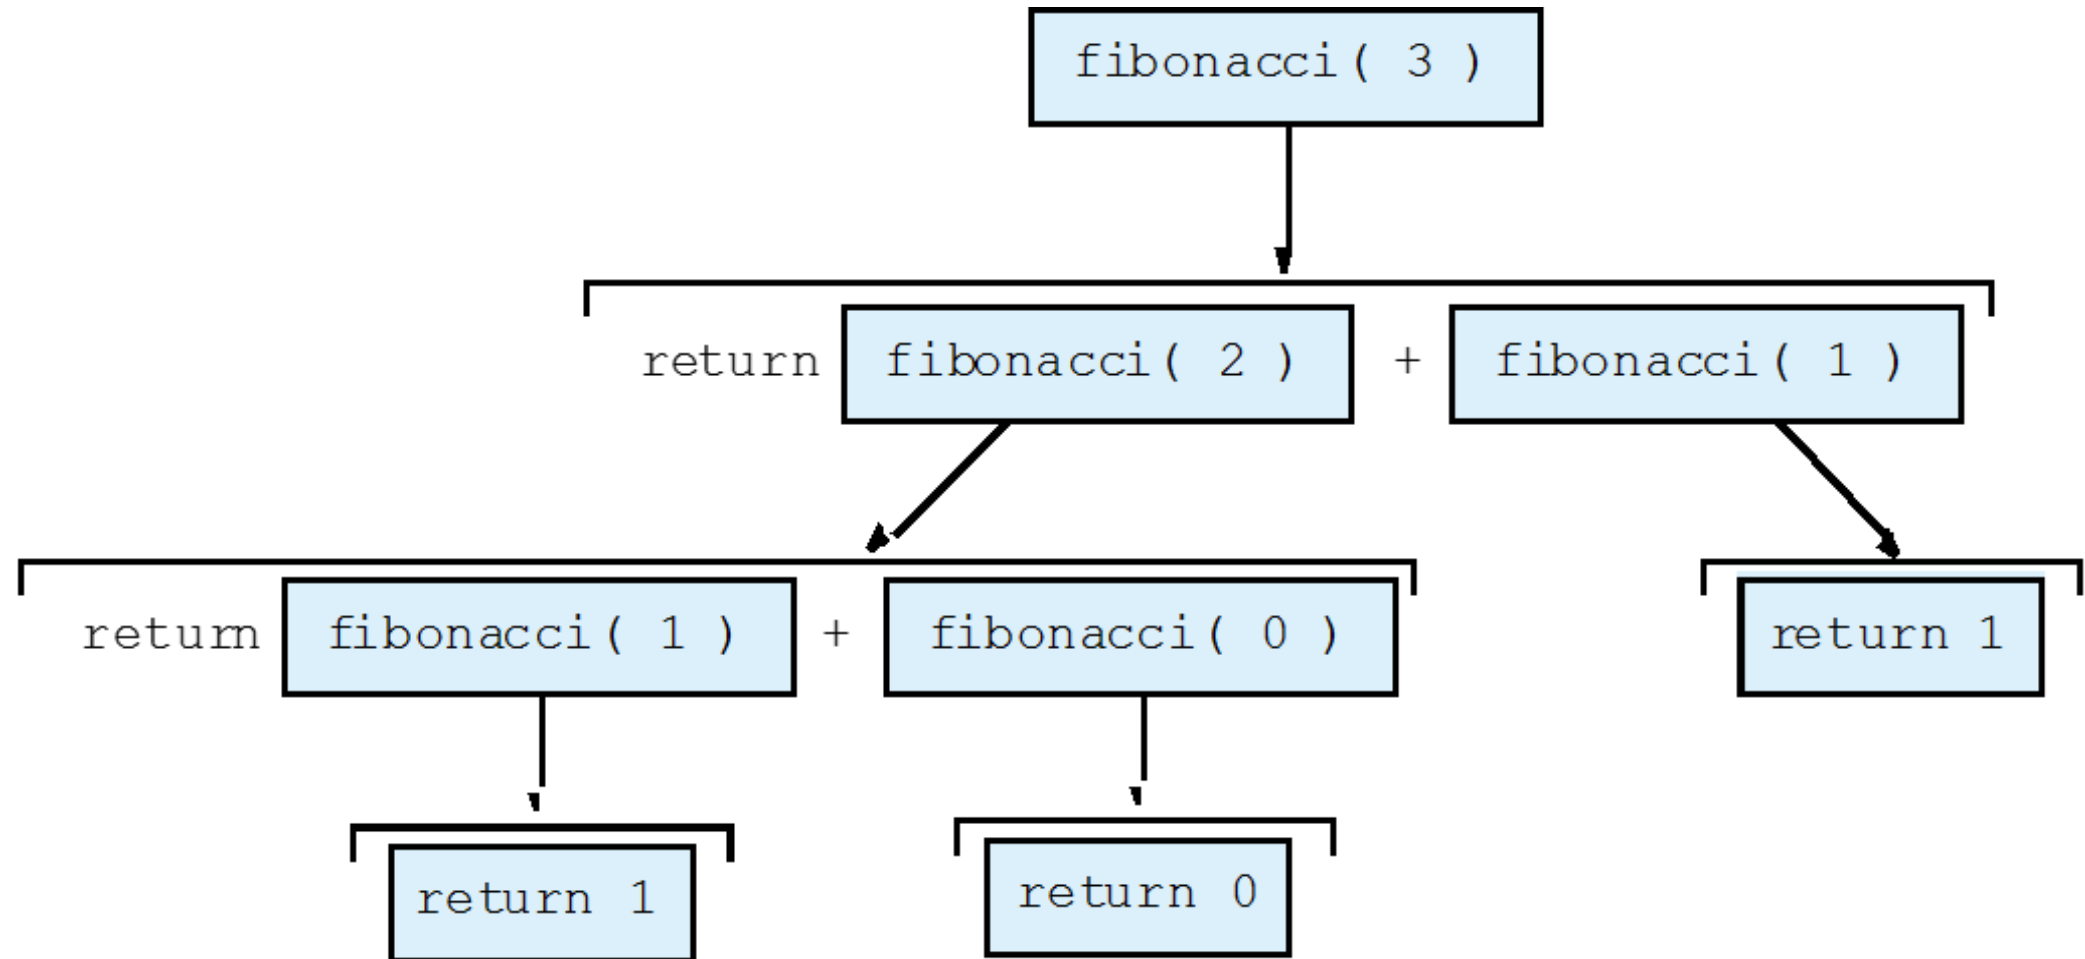 fibonacci( 3 )
return fibonacci( 2 ) + fibonacci( 1 )
return fibonacci( 1 ) + fibonacci( 0 ) return 1
return 1 return 0